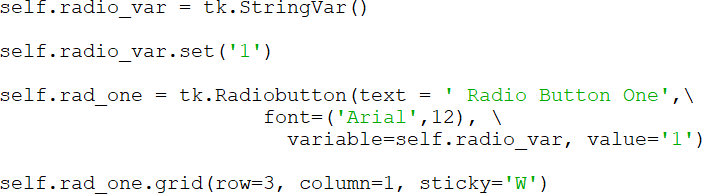 self.radio_var = tk.StringVar()
self.radio_var.set('1')
self.rad_one = tk.Radiobutton(text = ' Radio Button One',\
font=('Arial',12), \
variable=self.radio_var, value='1')
self.rad_one.grid(row=3, column=1, sticky='W')